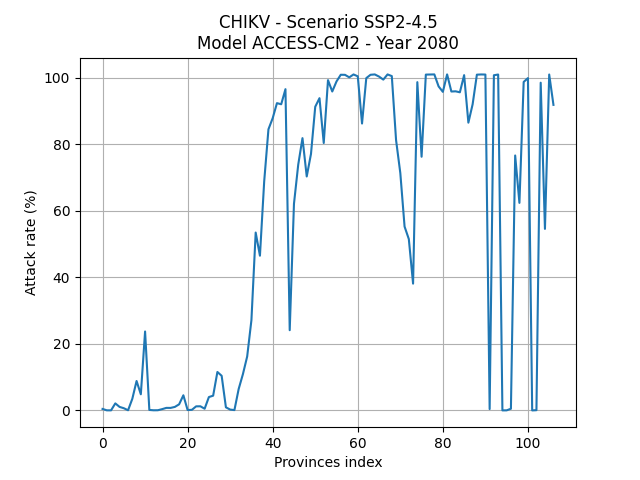 CHIKV - Scenario SSP2-4.5
Model ACCESS-CM2 - Year 2080
100
80
60
40
20
0
Attack rate (%)
0 20 40 60 80 100
Provinces index